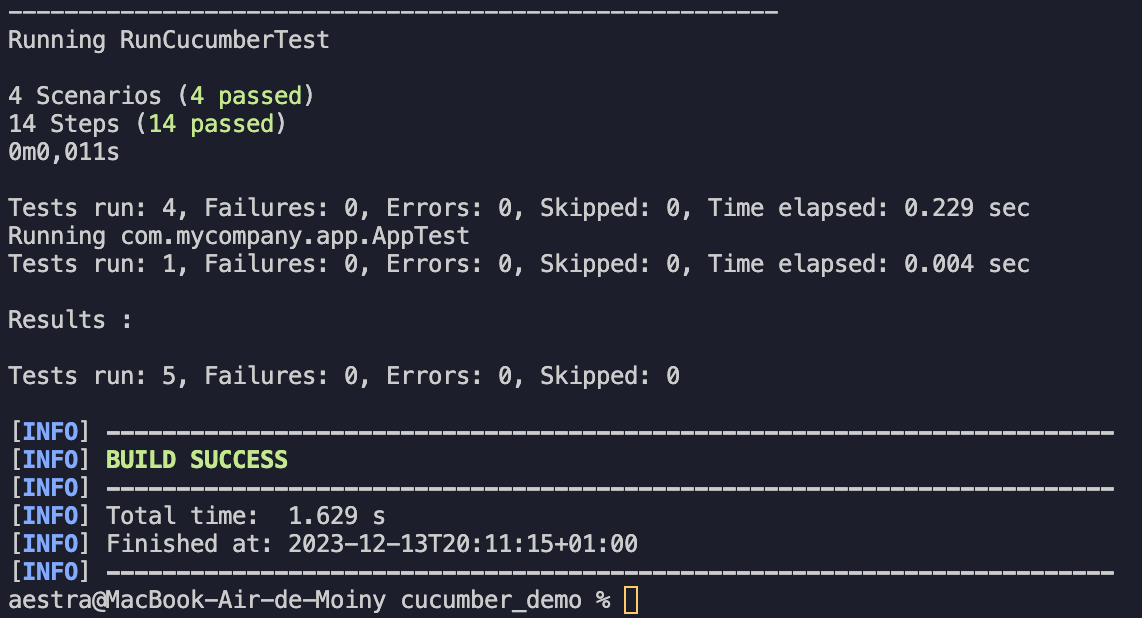 -------------------------------------------------------
Running RunCucumberTest
4 Scenarios (4 passed)
14 Steps (14 passed)
0m0,011s
Tests run: 4, Failures: 0, Errors: 0, Skipped: 0, Time elapsed: 0.229 sec
Running com.mycompany.app.AppTest
Tests run: 1, Failures: 0, Errors: 0, Skipped: 0, Time elapsed: 0.004 sec
Results :
Tests run: 5, Failures: 0, Errors: 0, Skipped: 0
[INFO] ------------------------------------------------------------------------
[INFO] BUILD SUCCESS
[INFO] ------------------------------------------------------------------------
[INFO] Total time:  1.629 s
[INFO] Finished at: 2023-12-13T20:11:15+01:00
[INFO] ------------------------------------------------------------------------
aestra@MacBook-Air-de-Moiny cucumber_demo %